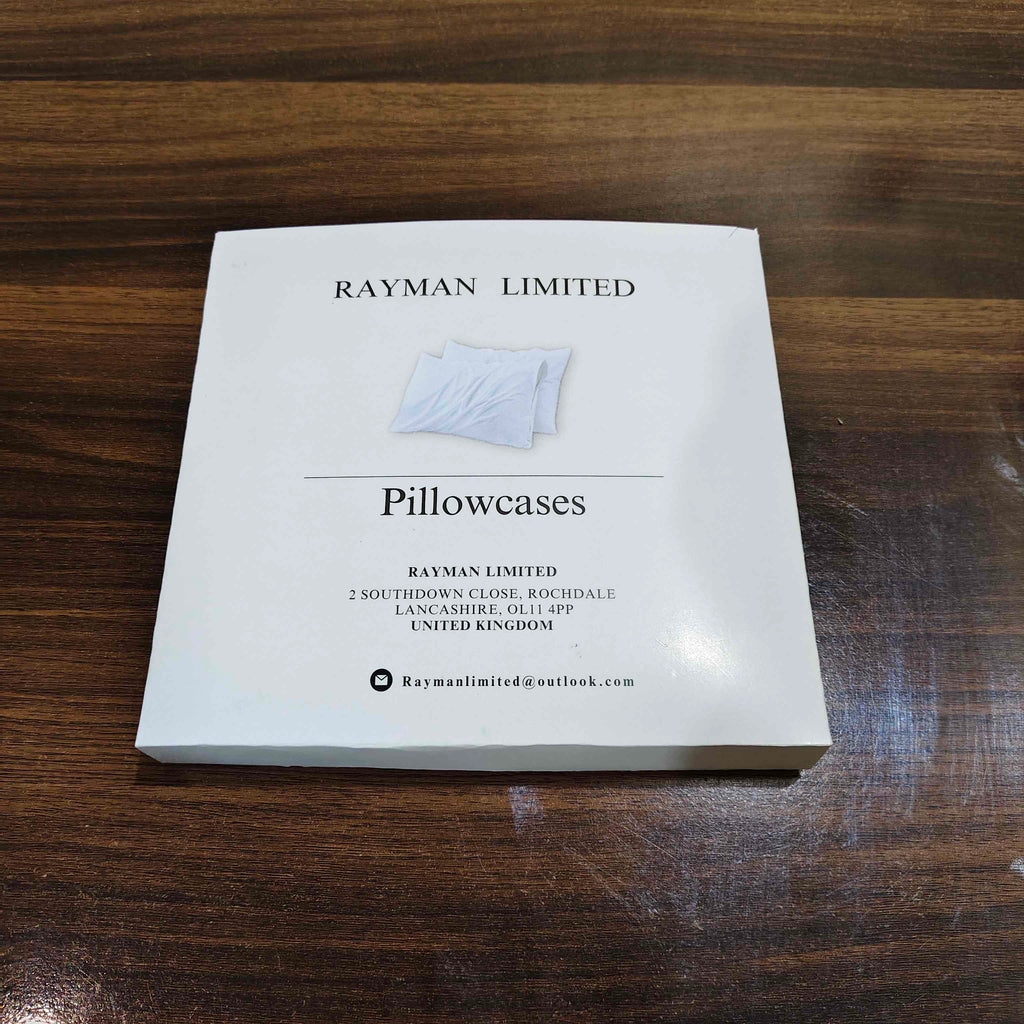 RAYMAN LIMITED
Pillowcases
RAYMAN LIMITED
2 SOUTHDOWN CLOSE, ROCHDALE
LANCASHIRE, OL11 4PP
UNITED KINGDOM
Raymanlimited@outlook.com